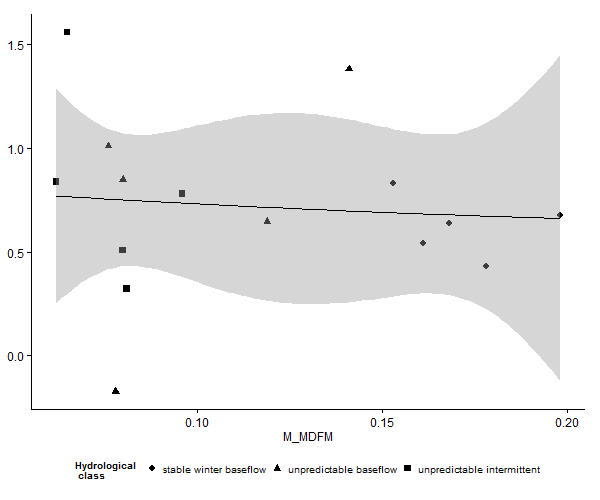 1.5
1.0
0.5
0.0
0.10 0.15 0.20
M_MDFM
Hydrological
class
stable winter baseflow unpredictable baseflow unpredictable intermittent